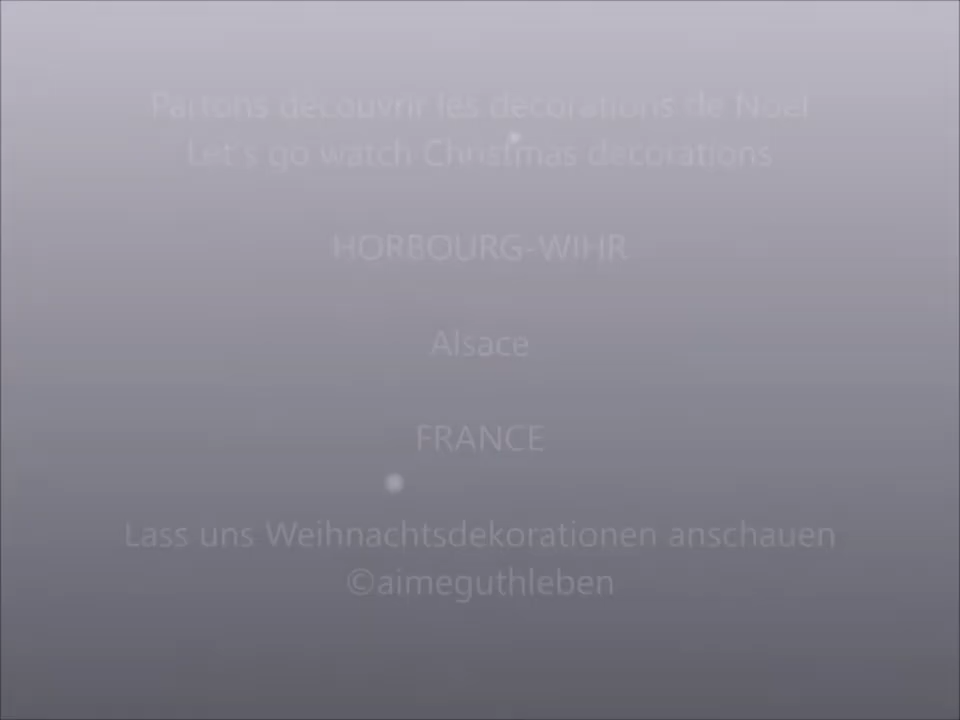 Partons découvrir les décorations de Noël
Let's go watch Christmas decorations
HORBOURG-WIHR
Alsace
FRANCE
Lass uns Weihnachtsdekorationen anschauen
©aimeguthleben